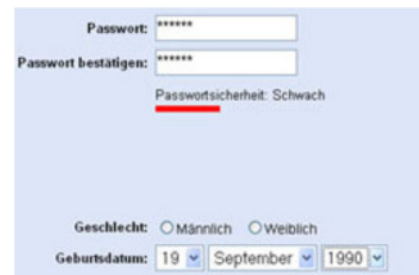 Passwort: ******
Passwort bestätigen: ******
Passwortsicherheit: Schwach
Geschlecht: Männlich Weiblich
Geburtsdatum: 19 September 1990